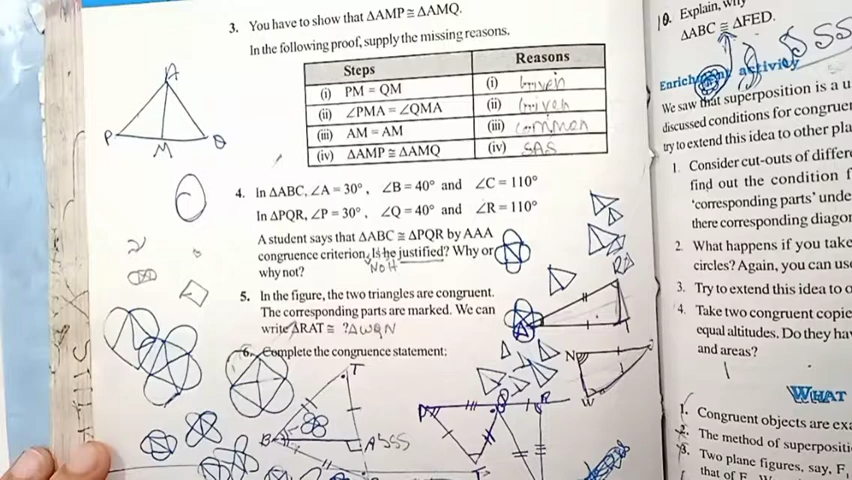 3. You have to show that ΔAMP ≅ ΔAMQ.
In the following proof, supply the missing reasons.
Steps Reasons
(i) PM = QM (i) Given
(ii) ∠PMA = ∠QMA (ii) Given
(iii) AM = AM (iii) common
(iv) ΔAMP ≅ ΔAMQ (iv) SAS
A
P M Q
4. In ΔABC, ∠A = 30°, ∠B = 40° and ∠C = 110°
In ΔPQR, ∠P = 30°, ∠Q = 40° and ∠R = 110°
A student says that ΔABC ≅ ΔPQR by AAA
congruence criterion. Is he justified? Why or
why not?
5. In the figure, the two triangles are congruent.
The corresponding parts are marked. We can
write ΔRAT ≅ ? ΔWON
6. Complete the congruence statement:
T
B A SSS
R
A T
N
W
P Q R
T
10. Explain, why
ΔABC ≅ ΔFED.
SSS
activity
We saw that superposition is a u
discussed conditions for congruen
try to extend this idea to other pla
1. Consider cut-outs of differe
find out the condition f
'corresponding parts' unde
there corresponding diagon
2. What happens if you take
circles? Again, you can use
3. Try to extend this idea to o
4. Take two congruent copie
equal altitudes. Do they ha
and areas?
WHAT
1. Congruent objects are exa
2. The method of superpositi
3. Two plane figures, say, F₁
that of F